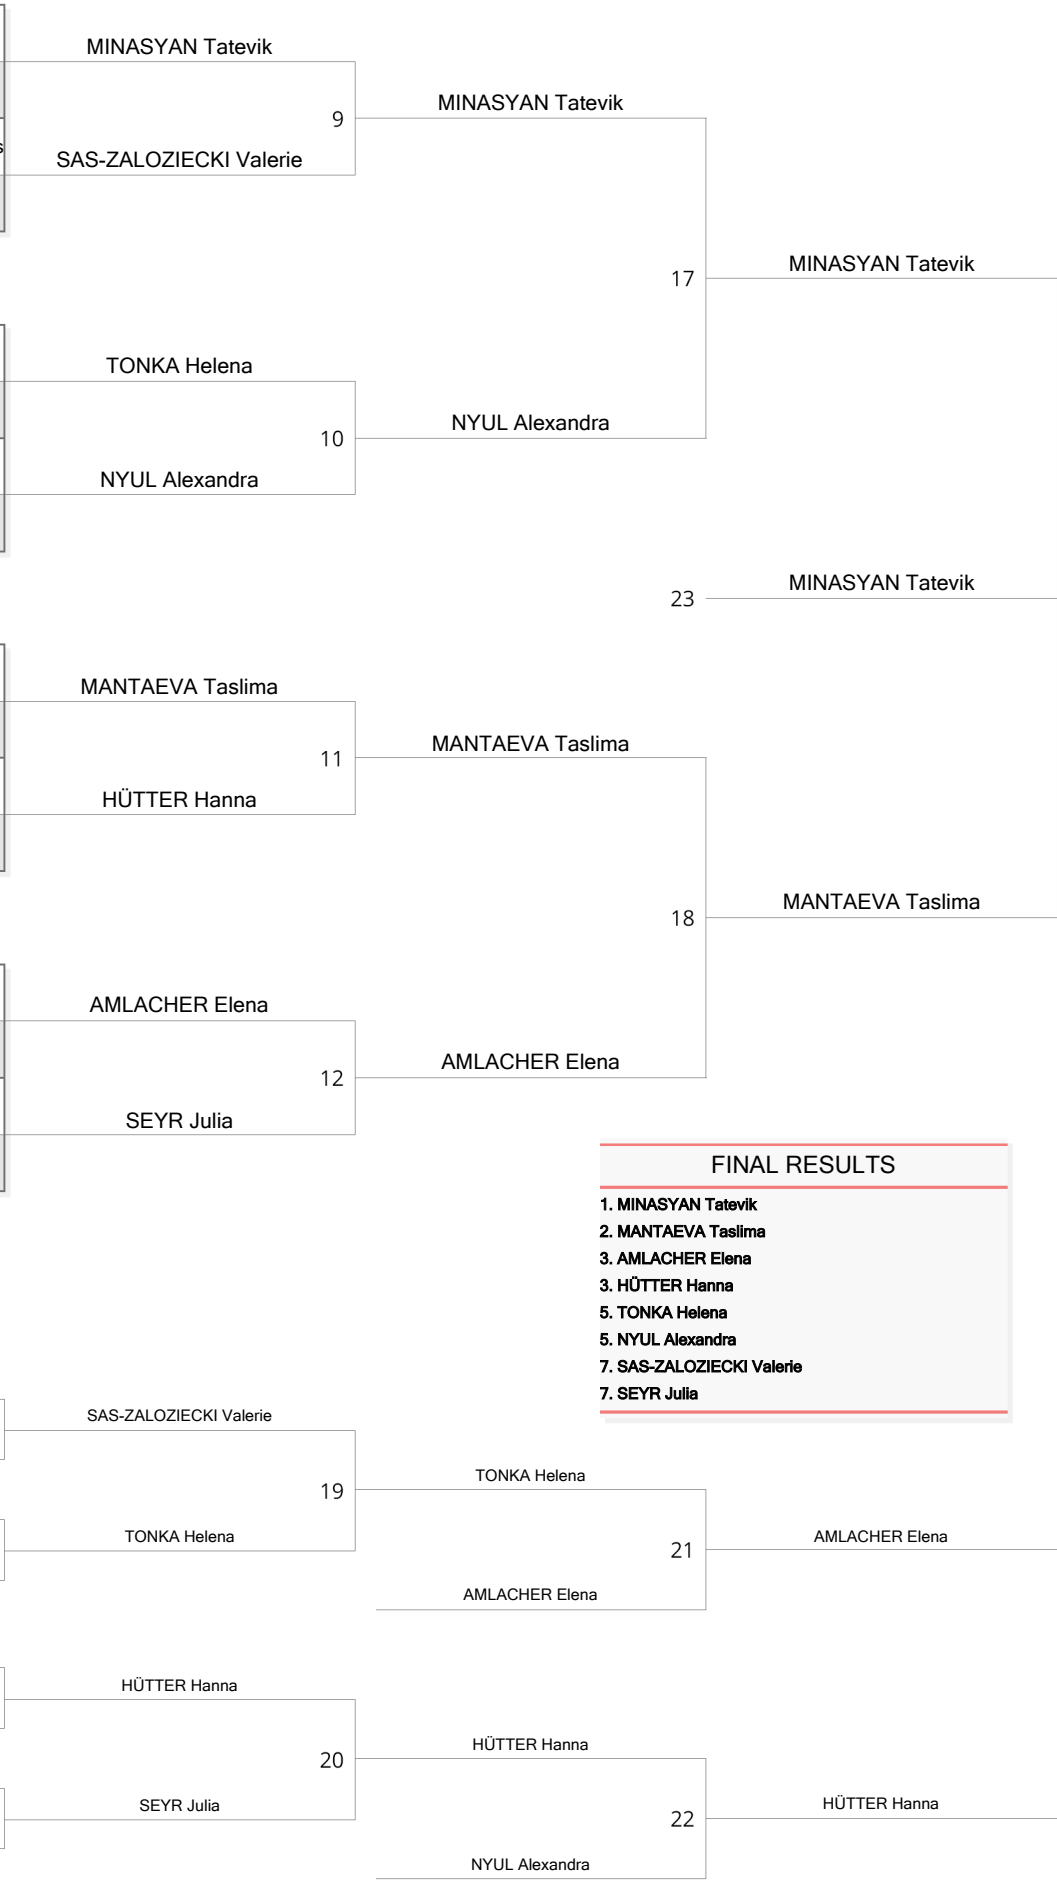 MINASYAN Tatevik
9
MINASYAN Tatevik
s
SAS-ZALOZIECKI Valerie
17
MINASYAN Tatevik
TONKA Helena
10
NYUL Alexandra
NYUL Alexandra
23
MINASYAN Tatevik
MANTAEVA Taslima
11
MANTAEVA Taslima
HÜTTER Hanna
18
MANTAEVA Taslima
AMLACHER Elena
12
AMLACHER Elena
SEYR Julia
FINAL RESULTS
1. MINASYAN Tatevik
2. MANTAEVA Taslima
3. AMLACHER Elena
3. HÜTTER Hanna
5. TONKA Helena
5. NYUL Alexandra
7. SAS-ZALOZIECKI Valerie
7. SEYR Julia
SAS-ZALOZIECKI Valerie
19
TONKA Helena
TONKA Helena
21
AMLACHER Elena
AMLACHER Elena
HÜTTER Hanna
20
HÜTTER Hanna
SEYR Julia
22
HÜTTER Hanna
NYUL Alexandra